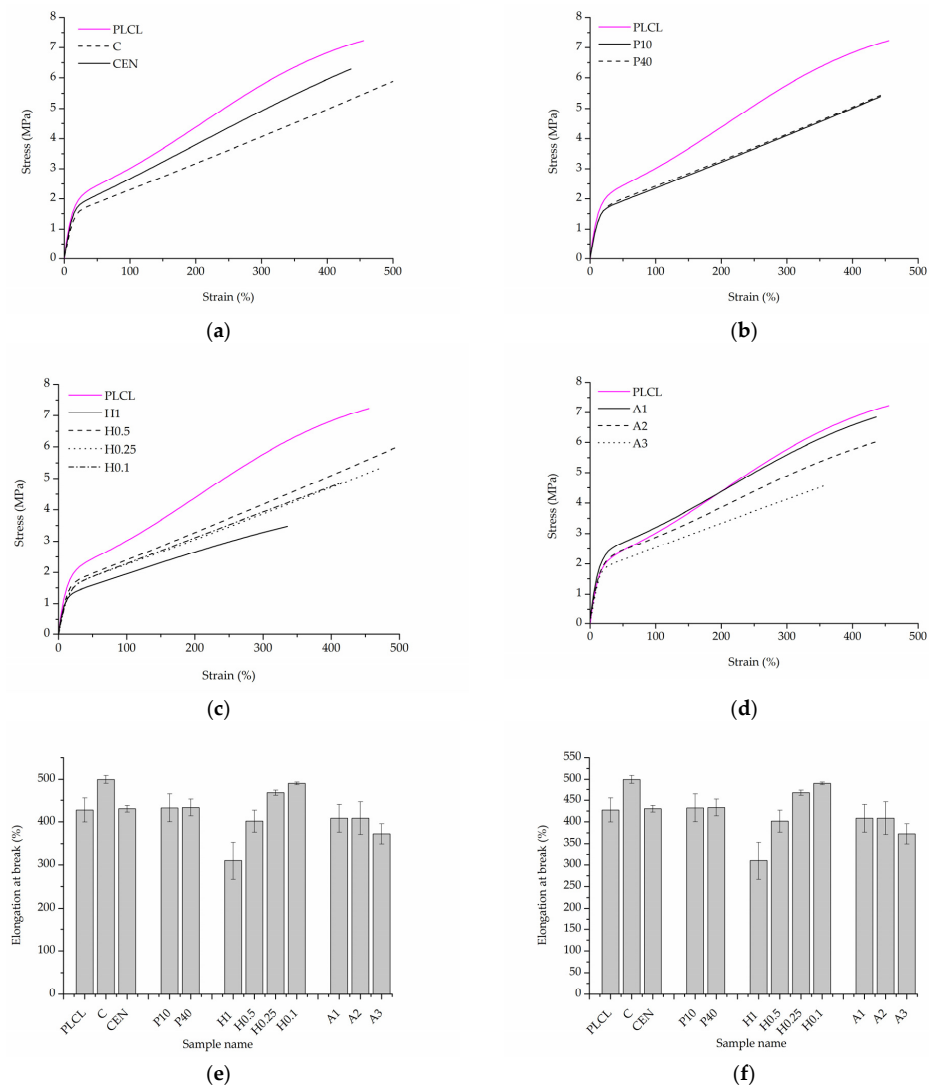 PLCL
C
CEN
Stress (MPa)
8
7
6
5
4
3
2
1
0
0 100 200 300 400 500
Strain (%)
(a)
PLCL
P10
P40
Stress (MPa)
8
7
6
5
4
3
2
1
0
0 100 200 300 400 500
Strain (%)
(b)
PLCL
H1
H0.5
H0.25
H0.1
Stress (MPa)
8
7
6
5
4
3
2
1
0
0 100 200 300 400 500
Strain (%)
(c)
PLCL
A1
A2
A3
Stress (MPa)
8
7
6
5
4
3
2
1
0
0 100 200 300 400 500
Strain (%)
(d)
Elongation at break (%)
500
400
300
200
100
0
PLCL C CEN P10 P40 H1 H0.5 H0.25 H0.1 A1 A2 A3
Sample name
(e)
Elongation at break (%)
550
500
450
400
350
300
250
200
150
100
50
0
PLCL C CEN P10 P40 H1 H0.5 H0.25 H0.1 A1 A2 A3
Sample name
(f)